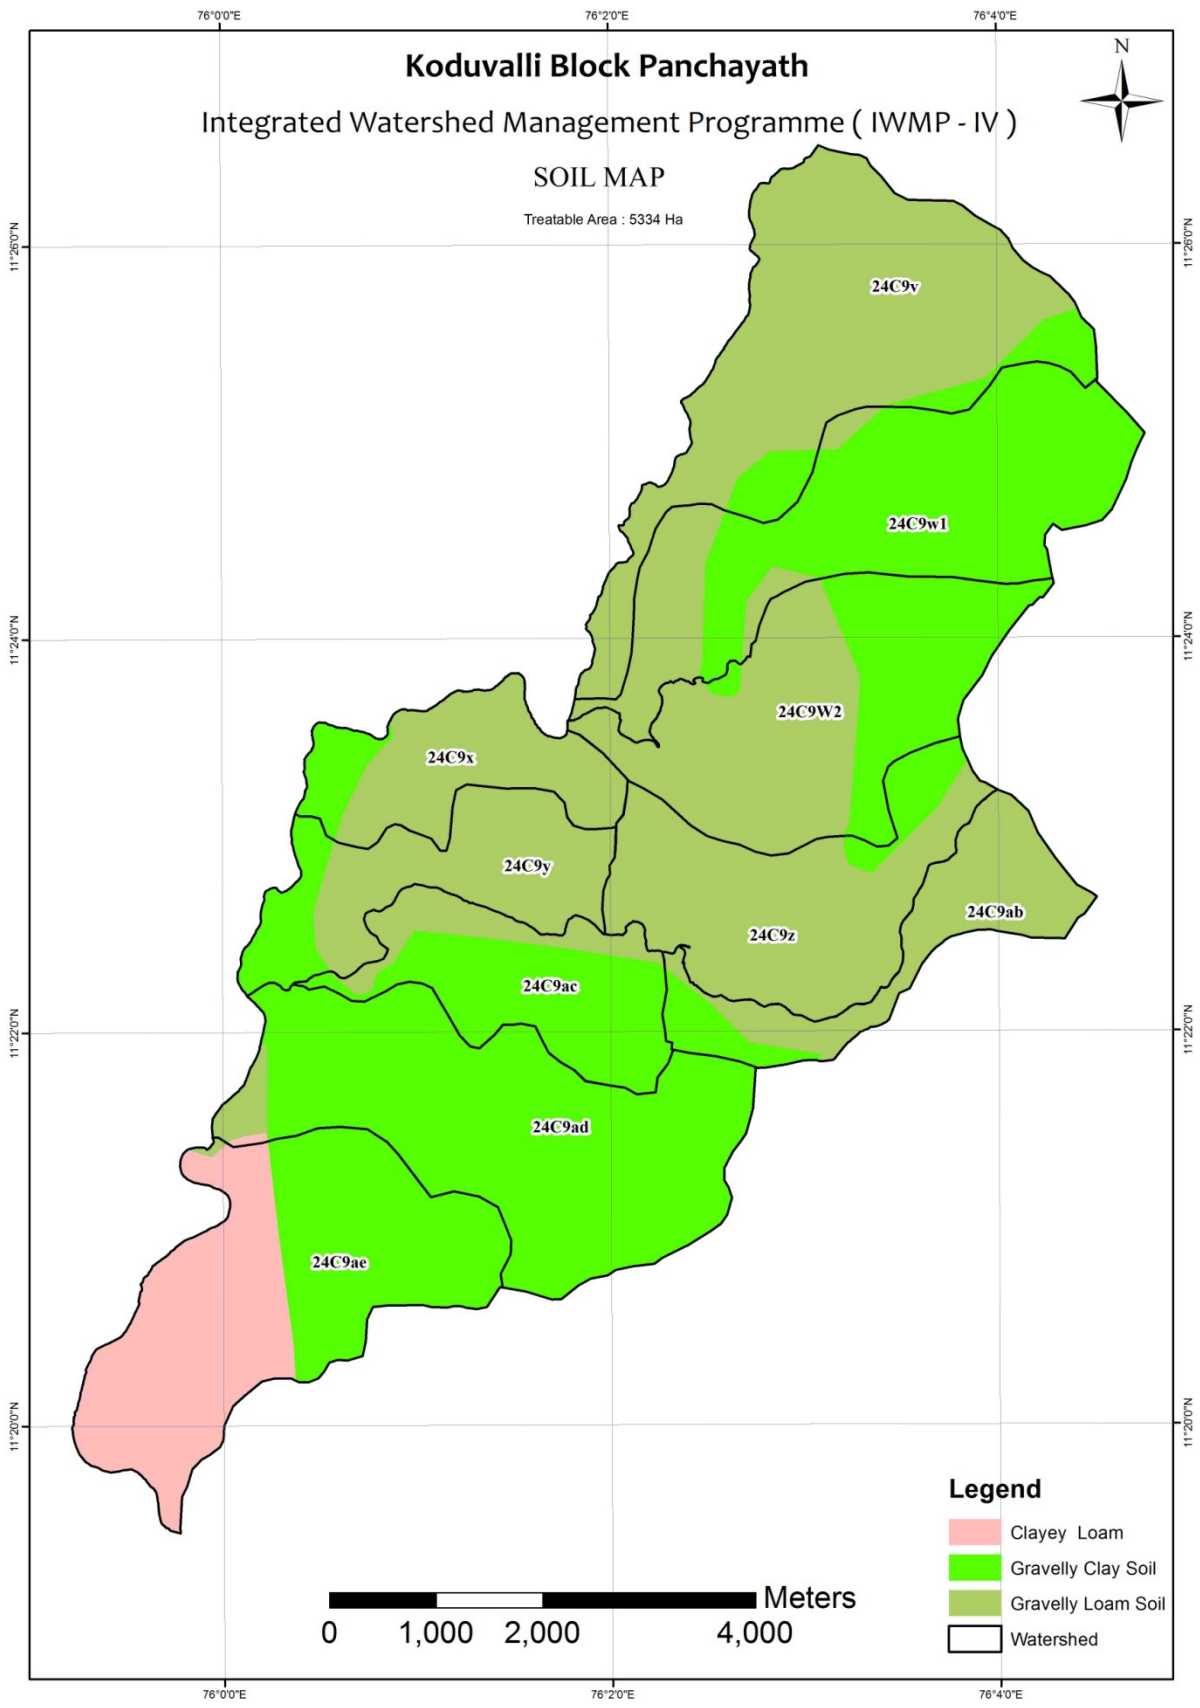 76°0'0"E 76°2'0"E 76°4'0"E
Koduvalli Block Panchayath
N
Integrated Watershed Management Programme ( IWMP - IV )
SOIL MAP
Treatable Area : 5334 Ha
11°26'0"N 11°26'0"N
24C9v
24C9w1
11°24'0"N 11°24'0"N
24C9W2
24C9x
24C9y
24C9ab
24C9z
24C9ac
11°22'0"N 11°22'0"N
24C9ad
24C9ae
11°20'0"N 11°20'0"N
Legend
Clayey Loam
Gravelly Clay Soil
Gravelly Loam Soil
Watershed
Meters
0 1,000 2,000 4,000
76°0'0"E 76°2'0"E 76°4'0"E